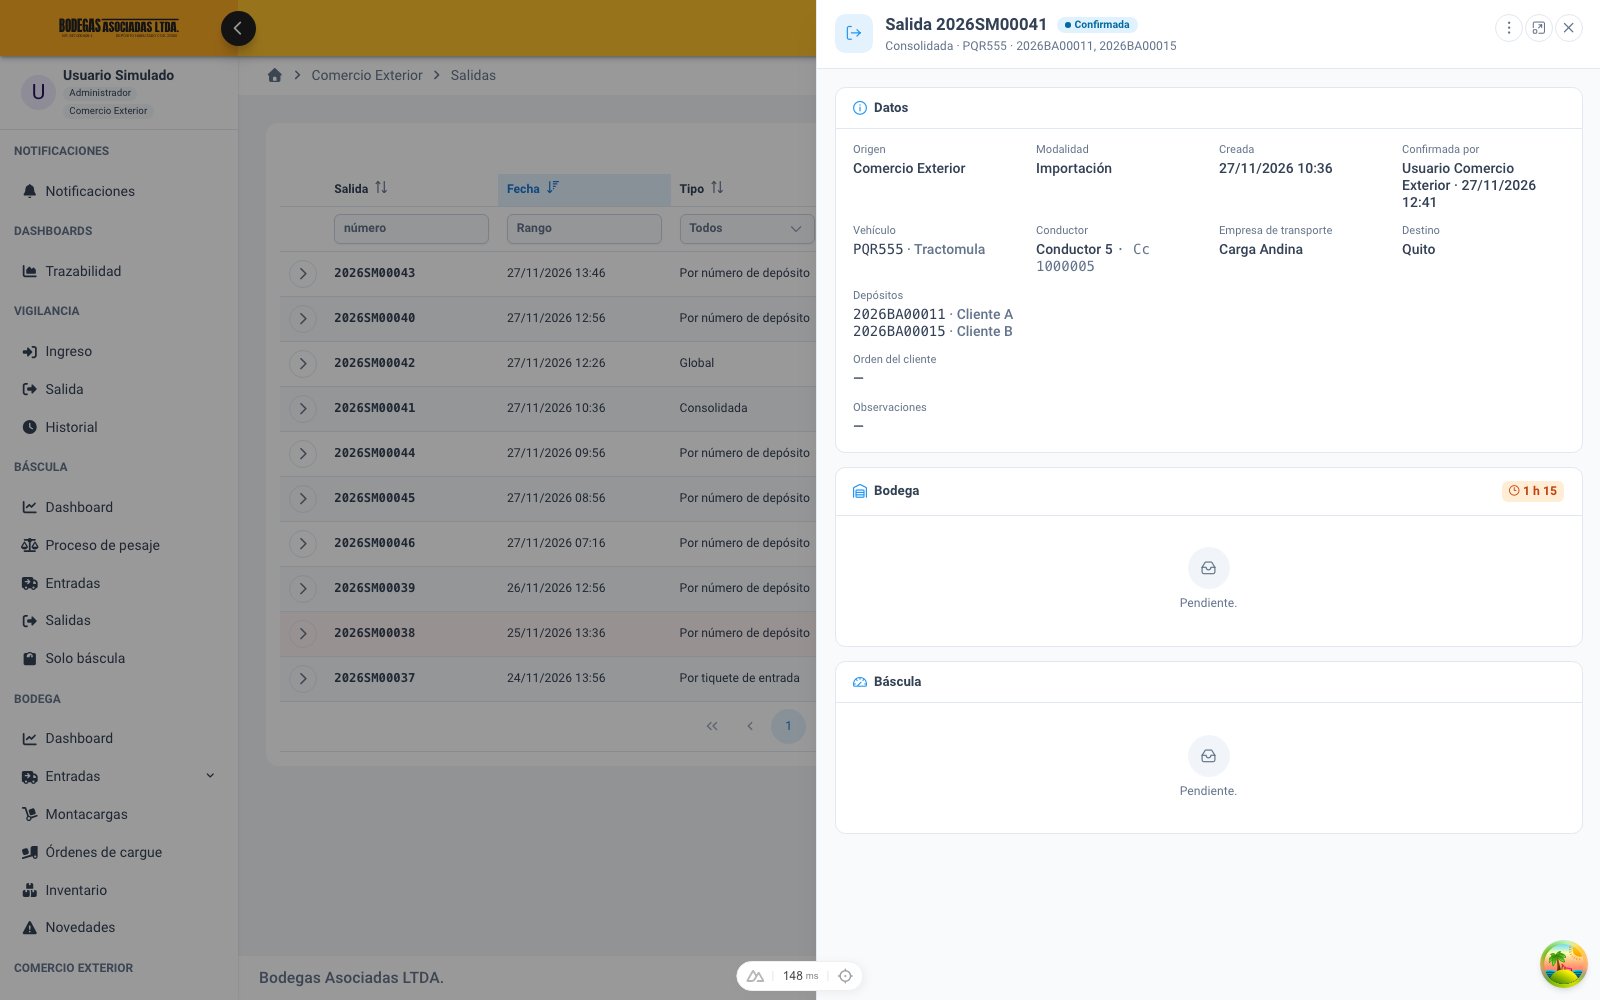 BODEGAS ASOCIADAS LTDA.
Usuario Simulado
U
Administrador
Comercio Exterior
NOTIFICACIONES
Notificaciones
DASHBOARDS
Trazabilidad
VIGILANCIA
Ingreso
Salida
Historial
BÁSCULA
Dashboard
Proceso de pesaje
Entradas
Salidas
Solo báscula
BODEGA
Dashboard
Entradas
Montacargas
Órdenes de cargue
Inventario
Novedades
COMERCIO EXTERIOR
Comercio Exterior Salidas
Salida Fecha Tipo
número Rango Todos
2026SM00043 27/11/2026 13:46 Por número de depósito
2026SM00040 27/11/2026 12:56 Por número de depósito
2026SM00042 27/11/2026 12:26 Global
2026SM00041 27/11/2026 10:36 Consolidada
2026SM00044 27/11/2026 09:56 Por número de depósito
2026SM00045 27/11/2026 08:56 Por número de depósito
2026SM00046 27/11/2026 07:16 Por número de depósito
2026SM00039 26/11/2026 12:56 Por número de depósito
2026SM00038 25/11/2026 13:36 Por número de depósito
2026SM00037 24/11/2026 13:56 Por tiquete de entrada
1
Bodegas Asociadas LTDA.
148 ms
Salida 2026SM00041 Confirmada
Consolidada · PQR555 · 2026BA00011, 2026BA00015
Datos
Origen
Comercio Exterior
Modalidad
Importación
Creada
27/11/2026 10:36
Confirmada por
Usuario Comercio
Exterior · 27/11/2026
12:41
Vehículo
PQR555 · Tractomula
Conductor
Conductor 5 · Cc
1000005
Empresa de transporte
Carga Andina
Destino
Quito
Depósitos
2026BA00011 · Cliente A
2026BA00015 · Cliente B
Orden del cliente
—
Observaciones
—
Bodega 1 h 15
Pendiente.
Báscula
Pendiente.